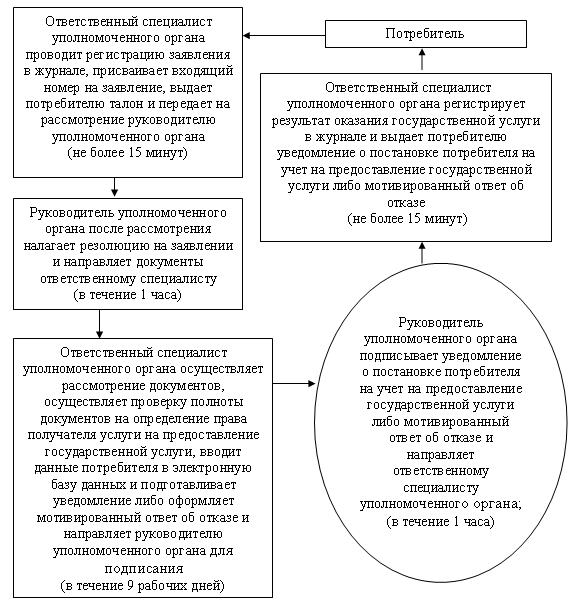 Потребитель
Ответственный специалист
уполномоченного органа
проводит регистрацию заявления
в журнале, присваивает входящий
номер на заявление, выдает
потребителю талон и передает на
рассмотрение руководителю
уполномоченного органа
(не более 15 минут)
Руководитель уполномоченного
органа после рассмотрения
налагает резолюцию на заявлении
и направляет документы
ответственному специалисту
(в течение 1 часа)
Ответственный специалист
уполномоченного органа осуществляет
рассмотрение документов,
осуществляет проверку полноты
документов на определение права
получателя услуги на предоставление
государственной услуги, вводит
данные потребителя в электронную
базу данных и подготавливает
уведомление либо оформляет
мотивированный ответ об отказе и
направляет руководителю
уполномоченного органа для
подписания
(в течение 9 рабочих дней)
Руководитель
уполномоченного органа
подписывает уведомление
о постановке потребителя
на учет на предоставление
государственной услуги
либо мотивированный
ответ об отказе и
направляет
ответственному
специалисту
уполномоченного органа;
(в течение 1 часа)
Ответственный специалист
уполномоченного органа регистрирует
результат оказания государственной услуги
в журнале и выдает потребителю
уведомление о постановке потребителя на
учет на предоставление государственной
услуги либо мотивированный ответ об
отказе
(не более 15 минут)